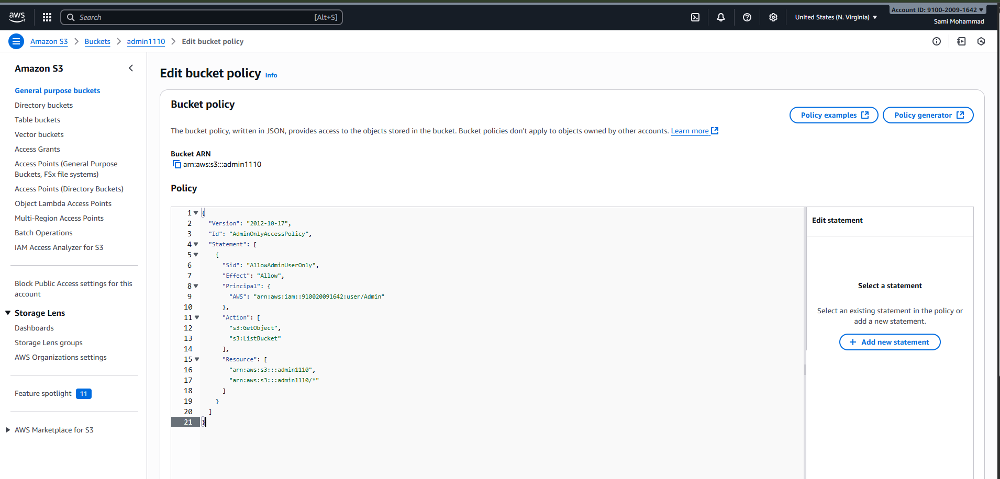 aws
Search
[Alt+S]
United States (N. Virginia)
Account ID: 9100-2009-1642
Sami Mohammad
Amazon S3
Buckets
admin1110
Edit bucket policy
Amazon S3
General purpose buckets
Directory buckets
Table buckets
Vector buckets
Access Grants
Access Points (General Purpose
Buckets, FSx file systems)
Access Points (Directory Buckets)
Object Lambda Access Points
Multi-Region Access Points
Batch Operations
IAM Access Analyzer for S3
Block Public Access settings for this
account
Storage Lens
Dashboards
Storage Lens groups
AWS Organizations settings
Feature spotlight 11
AWS Marketplace for S3
Edit bucket policy Info
Bucket policy
Policy examples
Policy generator
The bucket policy, written in JSON, provides access to the objects stored in the bucket. Bucket policies don't apply to objects owned by other accounts. Learn more
Bucket ARN
arn:aws:s3:::admin1110
Policy
1 {
2 "Version": "2012-10-17",
3 "Id": "AdminOnlyAccessPolicy",
4 "Statement": [
5 {
6 "Sid": "AllowAdminUserOnly",
7 "Effect": "Allow",
8 "Principal": {
9 "AWS": "arn:aws:iam::910020091642:user/Admin"
10 },
11 "Action": [
12 "s3:GetObject",
13 "s3:ListBucket"
14 ],
15 "Resource": [
16 "arn:aws:s3:::admin1110",
17 "arn:aws:s3:::admin1110/*"
18 ]
19 }
20 ]
21 }
Edit statement
Select a statement
Select an existing statement in the policy or
add a new statement.
+ Add new statement